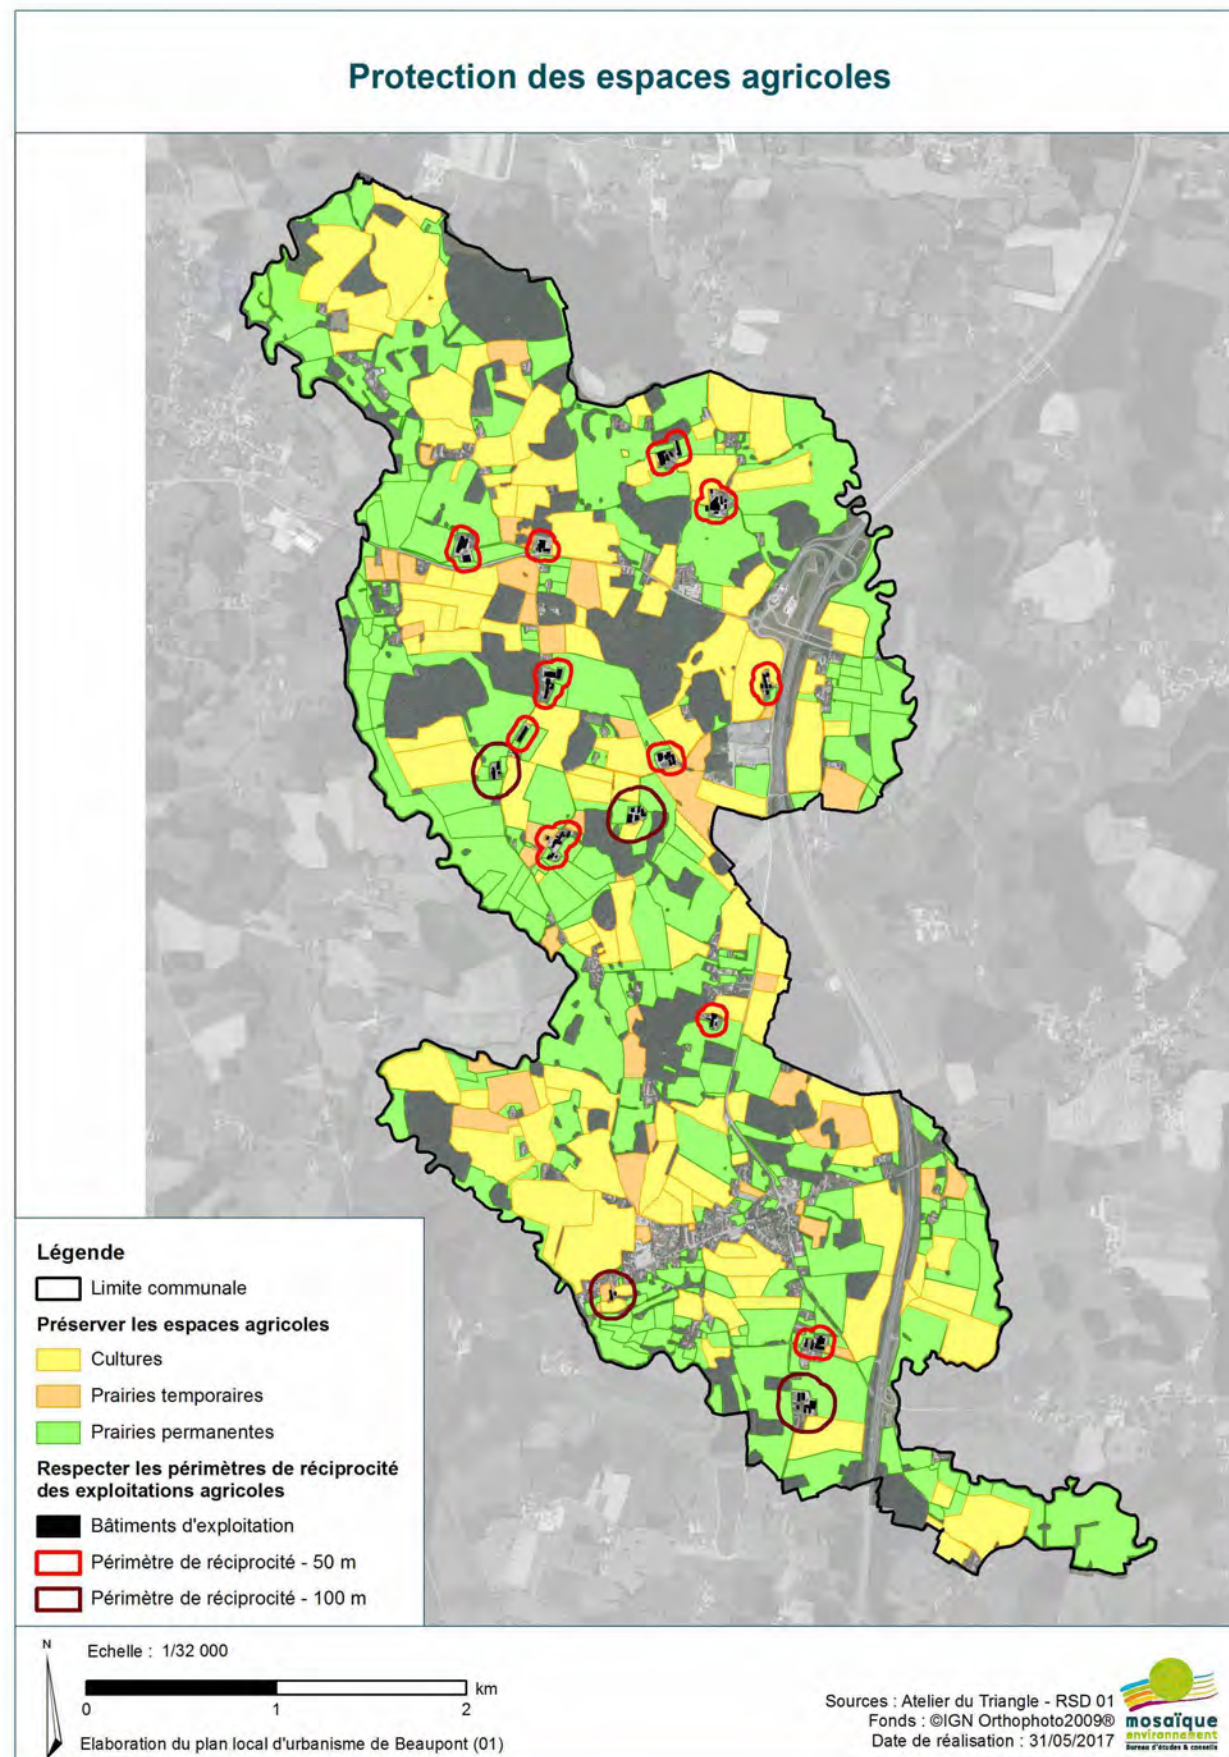 Protection des espaces agricoles
Légende
Limite communale
Préserver les espaces agricoles
Cultures
Prairies temporaires
Prairies permanentes
Respecter les périmètres de réciprocité
des exploitations agricoles
Bâtiments d'exploitation
Périmètre de réciprocité - 50 m
Périmètre de réciprocité - 100 m
N
Echelle : 1/32 000
km
0 1 2
Elaboration du plan local d'urbanisme de Beaupont (01)
Sources : Atelier du Triangle - RSD 01
Fonds : ©IGN Orthophoto2009®
Date de réalisation : 31/05/2017
mosaïque
environnement
Bureau d'études & conseils